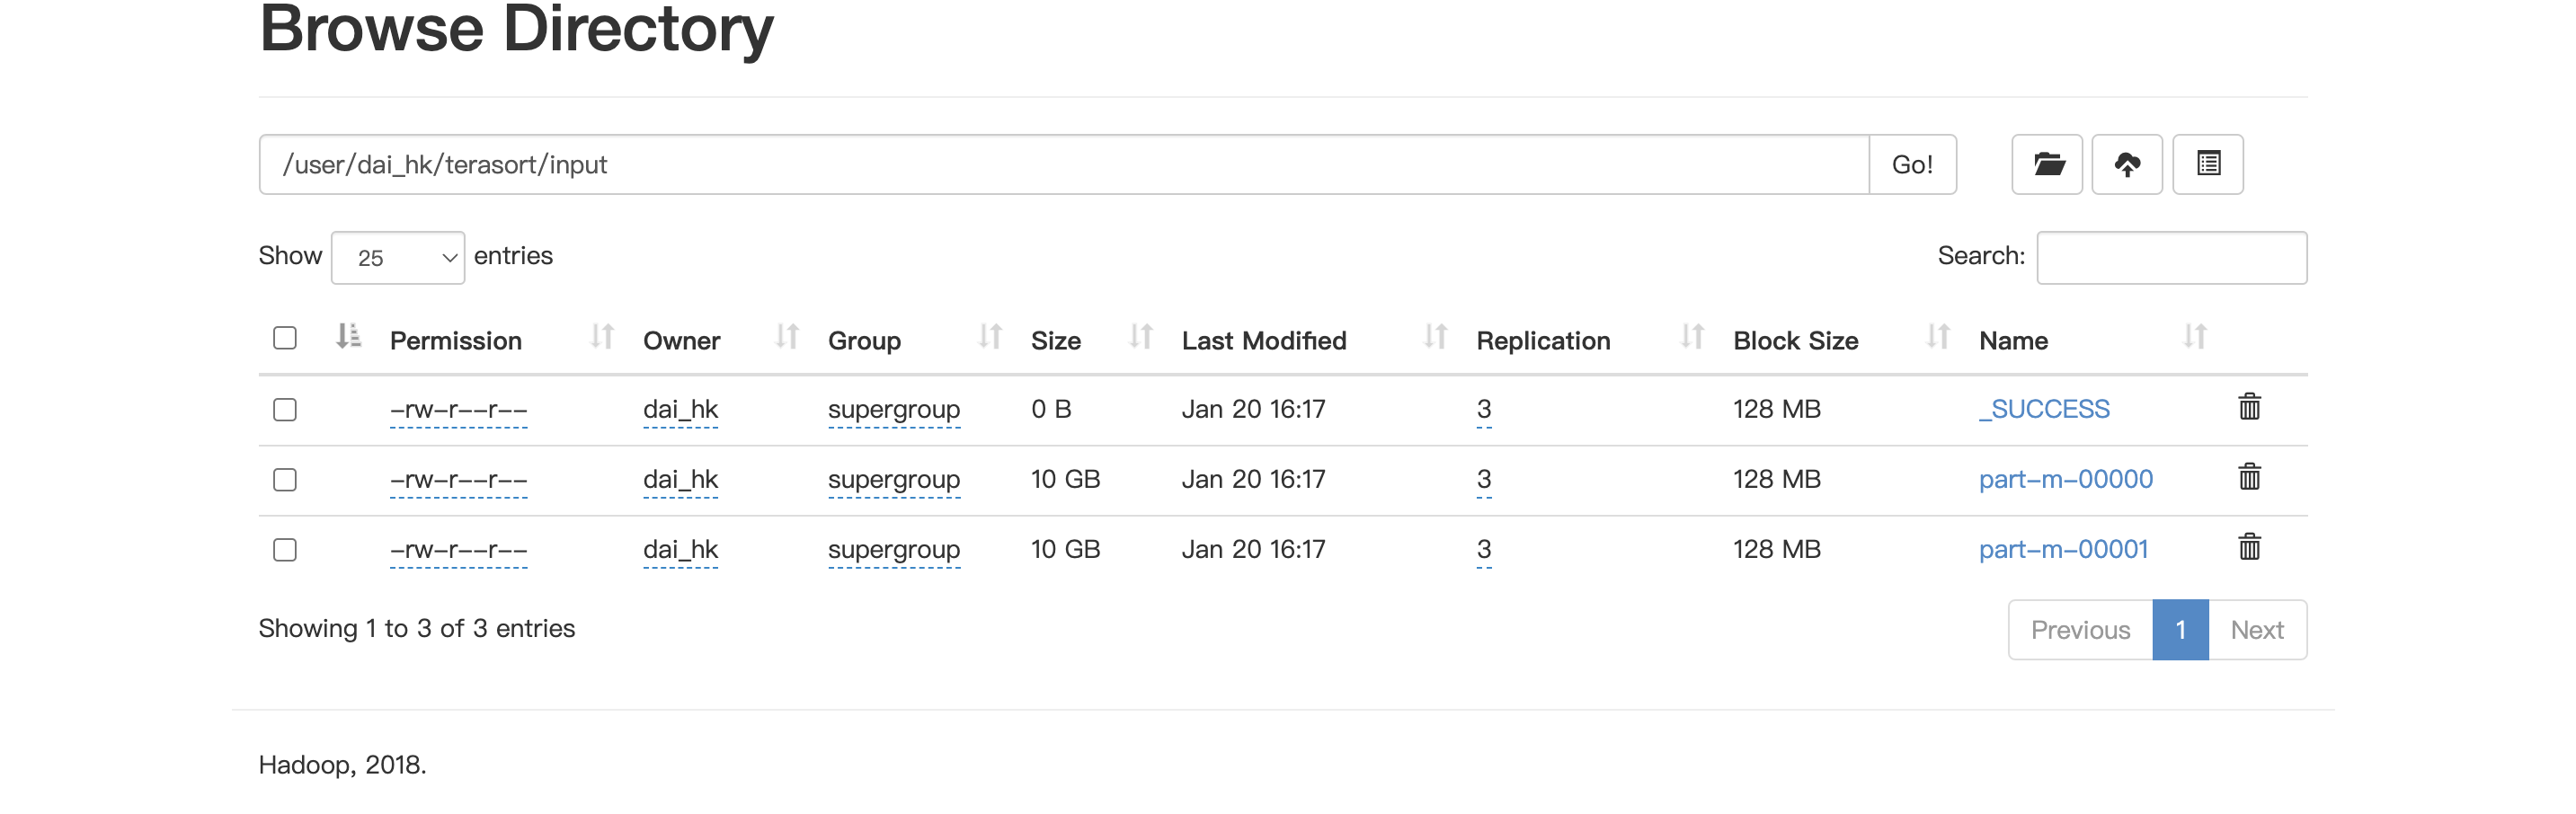 Browse Directory
/user/dai_hk/terasort/input Go!
Show 25 entries Search:
Permission Owner Group Size Last Modified Replication Block Size Name
-rw-r--r-- dai_hk supergroup 0 B Jan 20 16:17 3 128 MB _SUCCESS
-rw-r--r-- dai_hk supergroup 10 GB Jan 20 16:17 3 128 MB part-m-00000
-rw-r--r-- dai_hk supergroup 10 GB Jan 20 16:17 3 128 MB part-m-00001
Showing 1 to 3 of 3 entries Previous 1 Next
Hadoop, 2018.